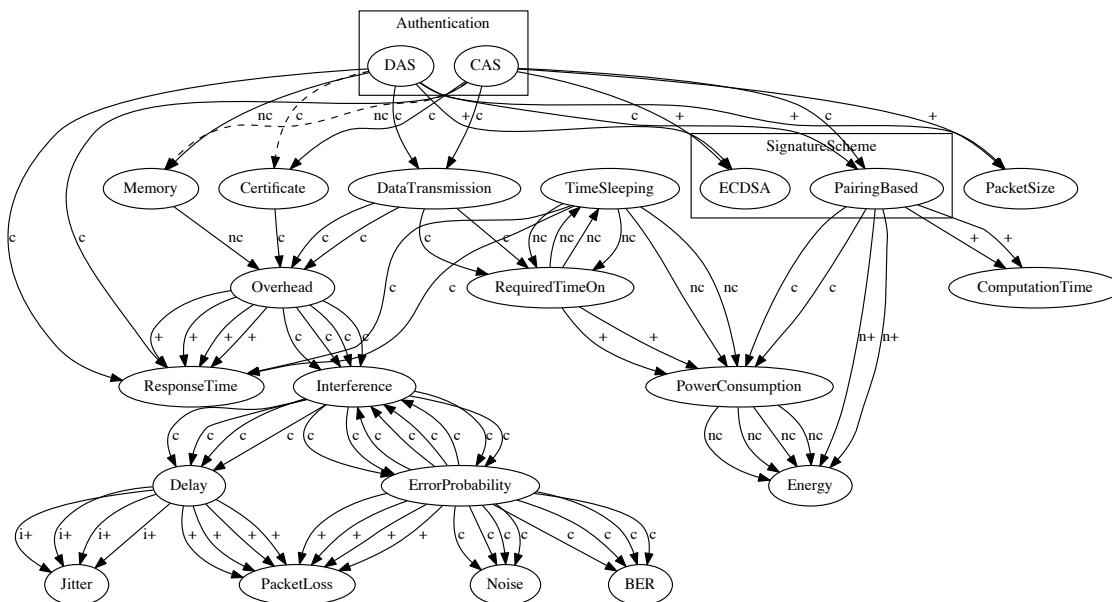 Authentication
DAS CAS
nc c nc c c + c c + c + c +
SignatureScheme
Memory Certificate DataTransmission TimeSleeping ECDSA PairingBased PacketSize
c c nc c c c c c nc nc nc nc + +
Overhead RequiredTimeOn ComputationTime
c c nc nc c c
+ + + + c c c c + + n+ n+
ResponseTime Interference PowerConsumption
c c c c c c c c c c c c nc nc nc nc
Delay ErrorProbability Energy
i+ i+ i+ i+ + + + + + + + + c c c c c c c c
Jitter PacketLoss Noise BER